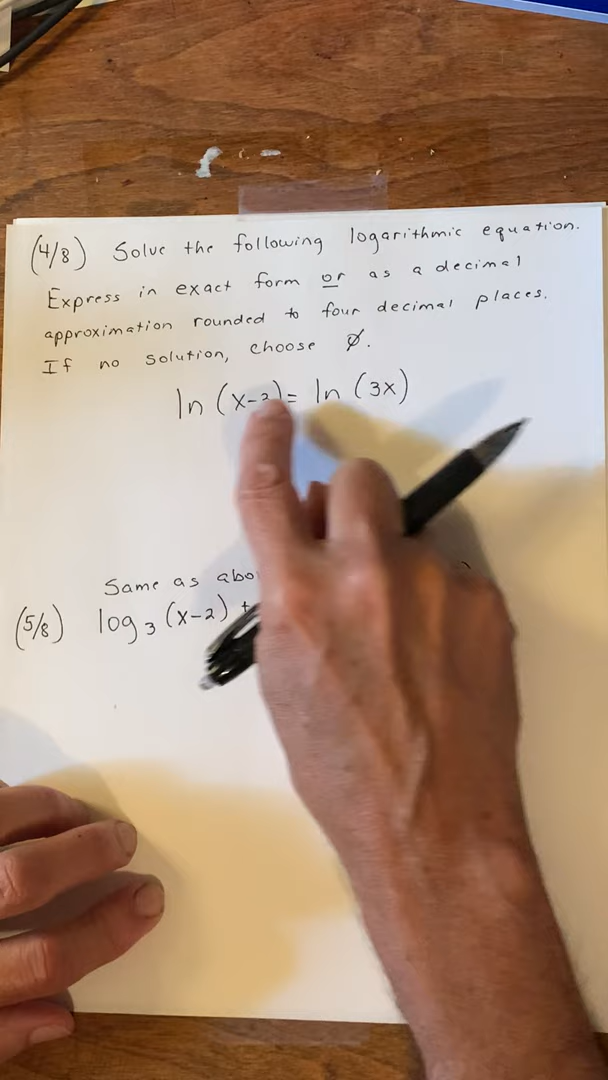 (4/8) Solve the following logarithmic equation.
Express in exact form or as a decimal
approximation rounded to four decimal places.
If no solution, choose ∅.
ln (x-2) = ln (3x)
Same as
(5/8) log₃ (x-2) +